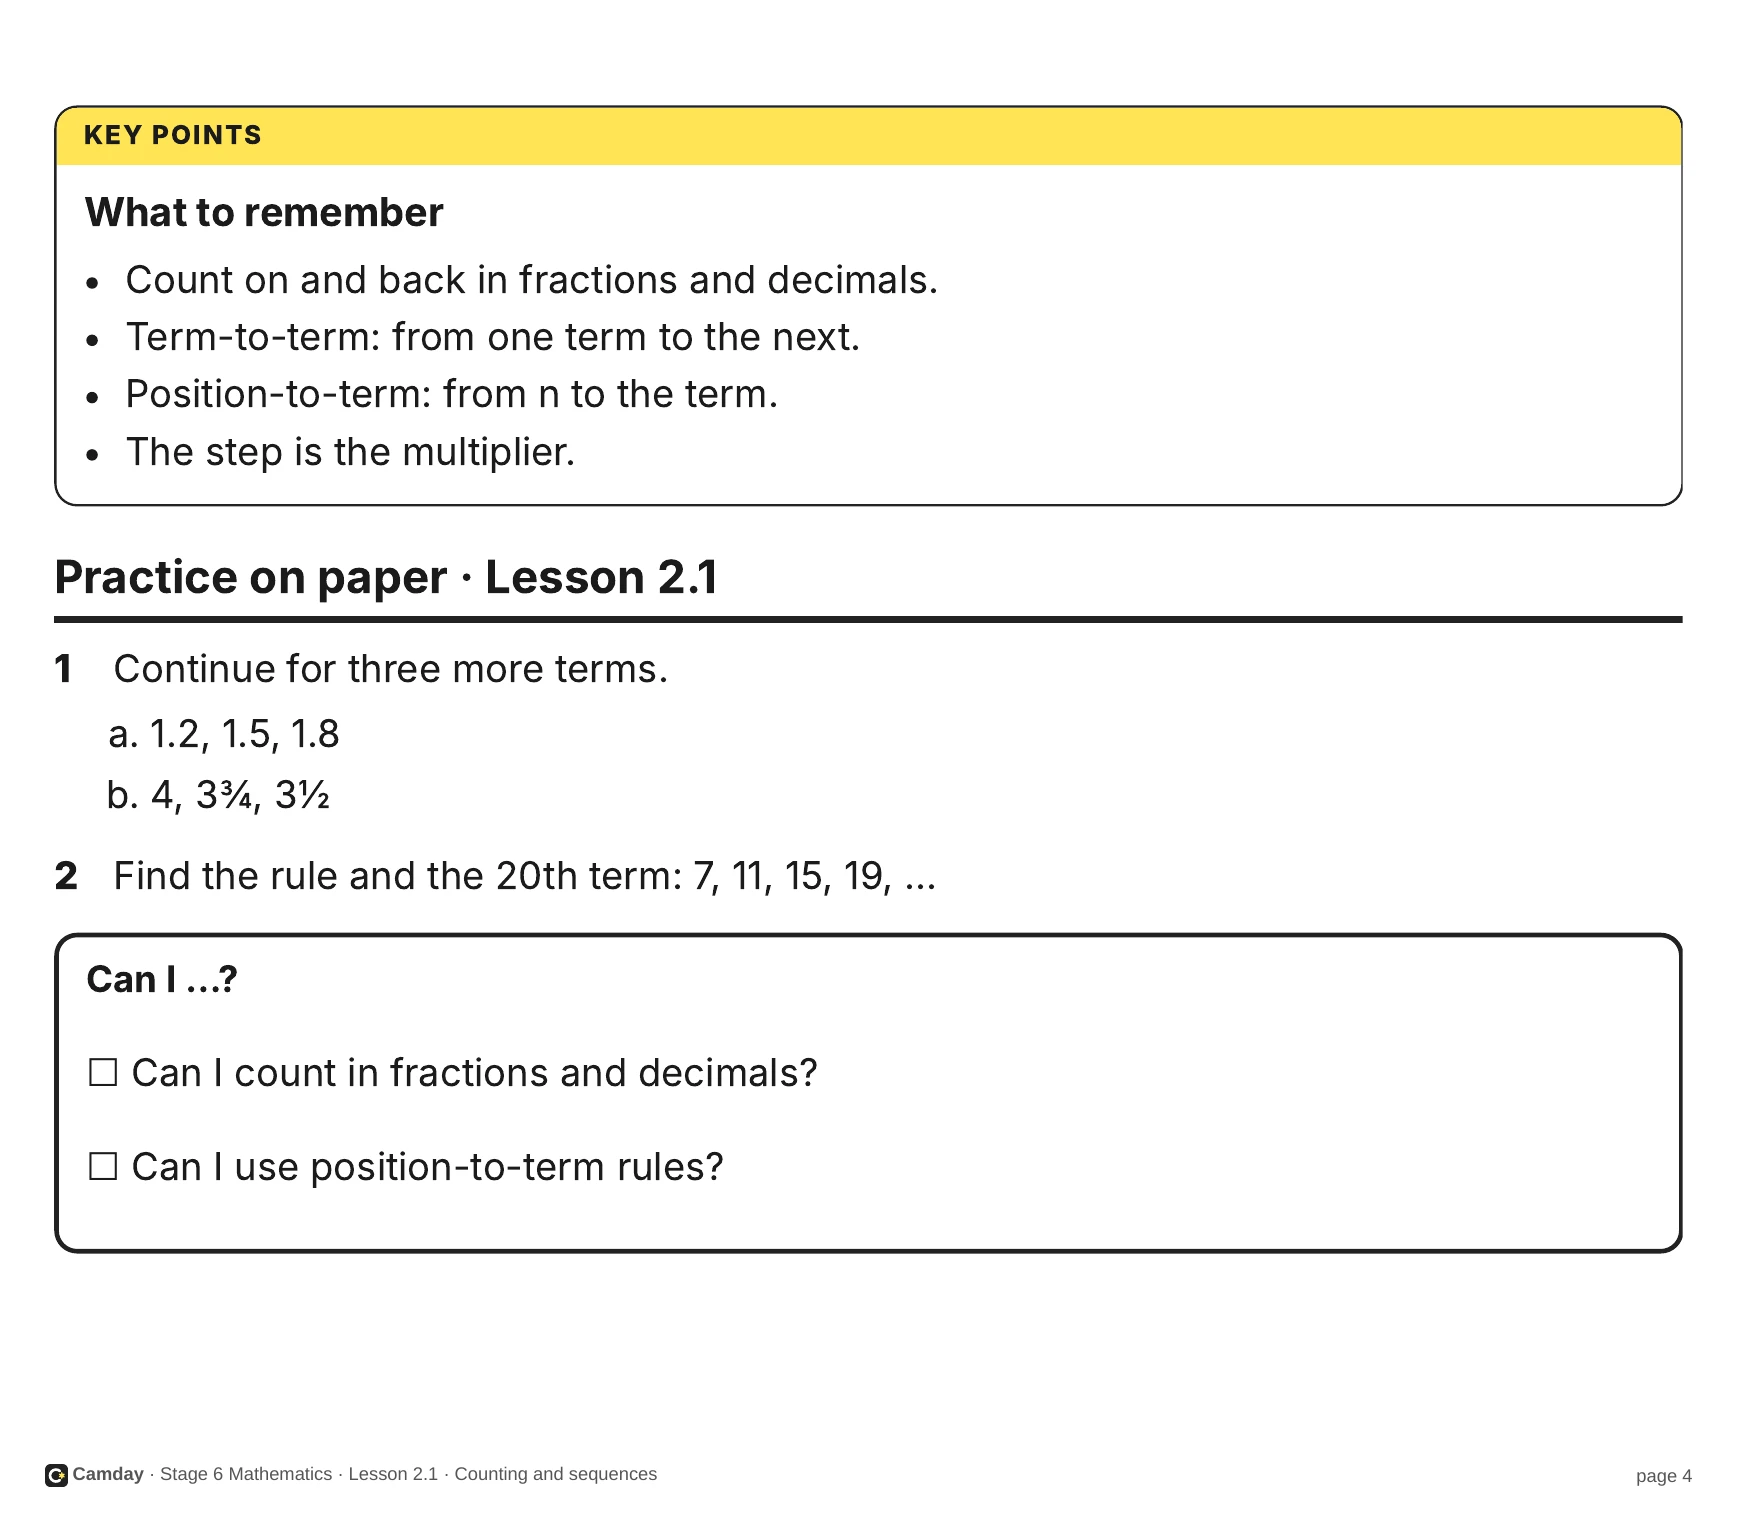 KEY POINTS
What to remember
• Count on and back in fractions and decimals.
• Term-to-term: from one term to the next.
• Position-to-term: from n to the term.
• The step is the multiplier.
Practice on paper · Lesson 2.1
1 Continue for three more terms.
a. 1.2, 1.5, 1.8
b. 4, 3¾, 3½
2 Find the rule and the 20th term: 7, 11, 15, 19, …
Can I …?
☐ Can I count in fractions and decimals?
☐ Can I use position-to-term rules?
Camday · Stage 6 Mathematics · Lesson 2.1 · Counting and sequences
page 4